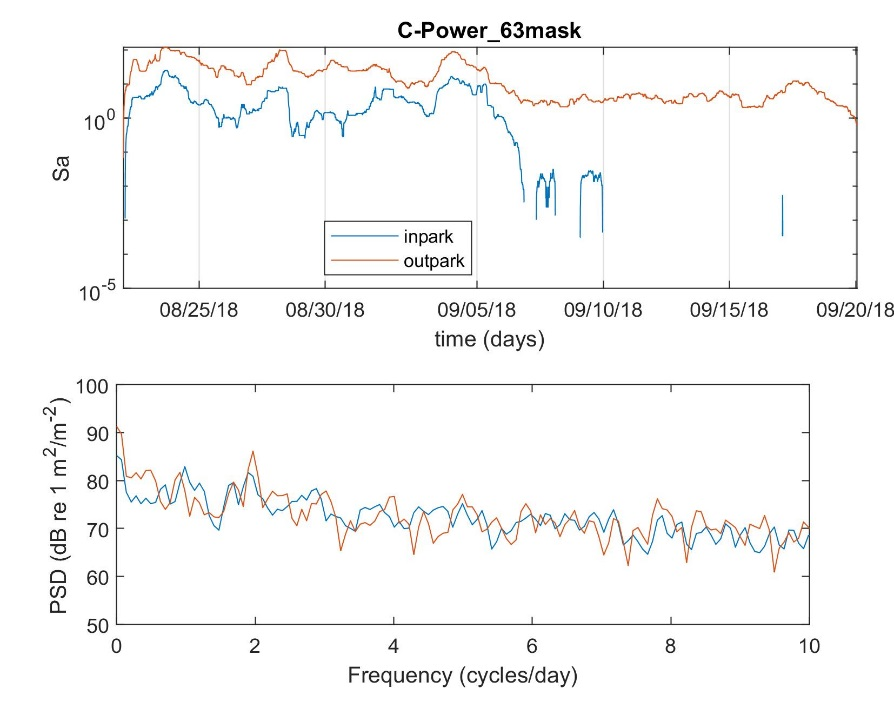 C-Power_63mask
10^0
Sa
10^-5
inpark
outpark
08/25/18 08/30/18 09/05/18 09/10/18 09/15/18 09/20/18
time (days)
100
90
80
70
60
50
PSD (dB re 1 m^2/m^-2)
0 2 4 6 8 10
Frequency (cycles/day)